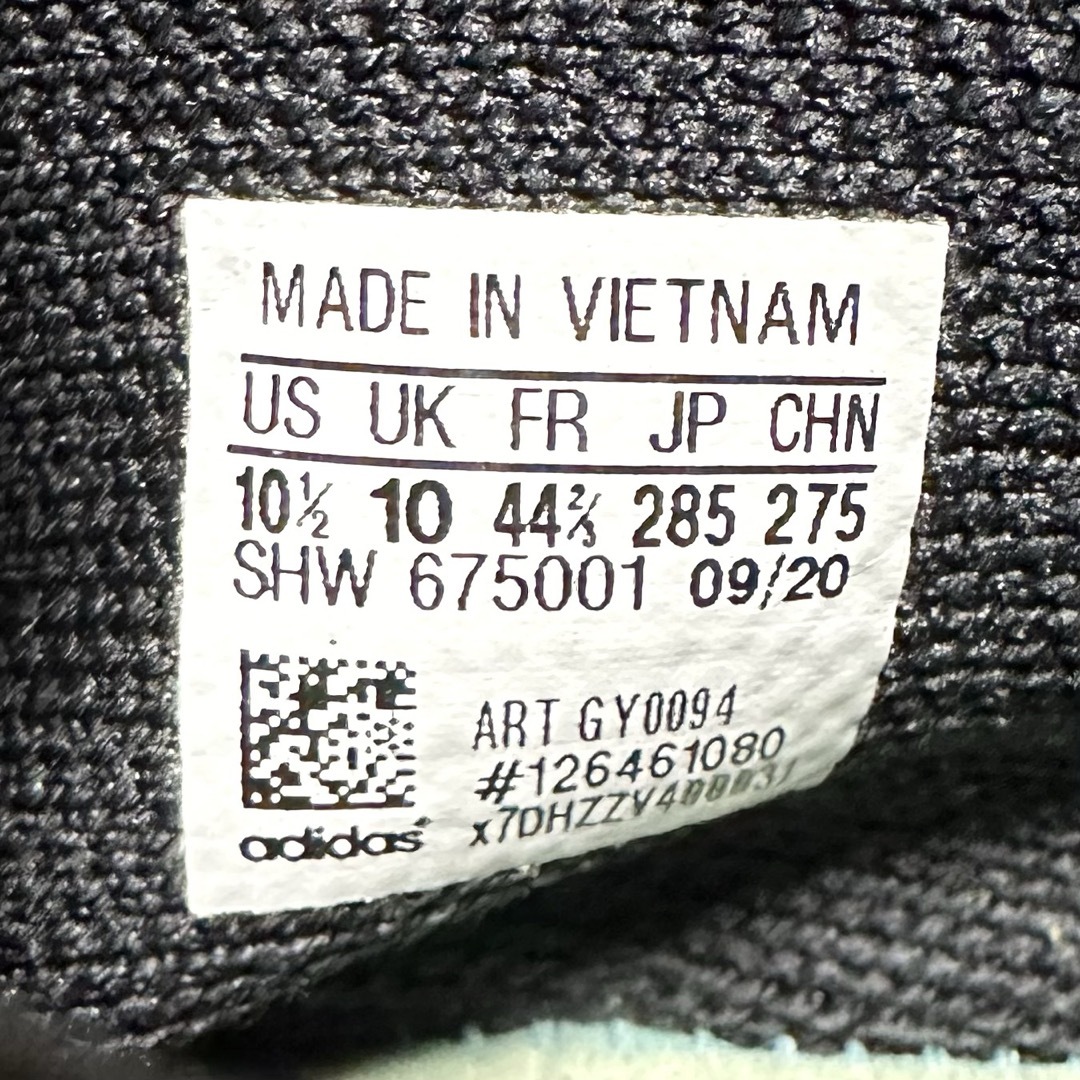 MADE IN VIETNAM
US UK FR JP CHN
10½ 10 44⅔ 285 275
SHW 675001 09/20
ART GY0094
#126461080
adidas